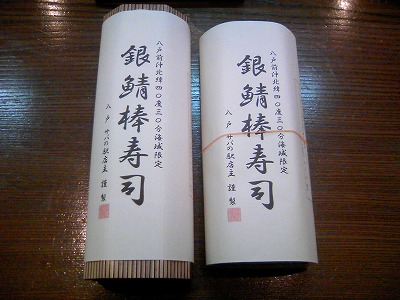 八戸前沖北緯四〇度三〇分海域限定
銀鯖棒寿司
八戸 サバの駅店主 謹製
八戸前沖北緯四〇度三〇分海域限定
銀鯖棒寿司
八戸 サバの駅店主 謹製